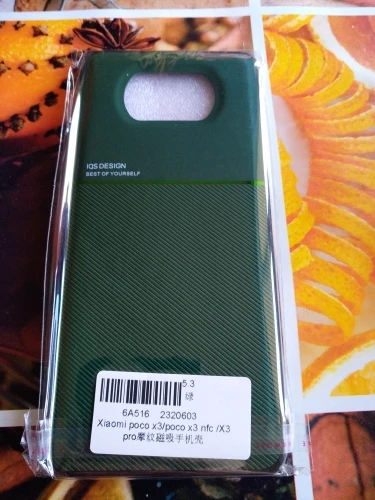 IQS DESIGN
BEST OF YOURSELF
5.3
绿
6A516 2320603
Xiaomi poco x3/poco x3 nfc /X3
pro摩纹磁吸手机壳